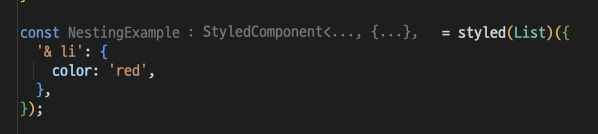 const NestingExample : StyledComponent<..., {...}, = styled(List)({
'& li': {
color: 'red',
},
});